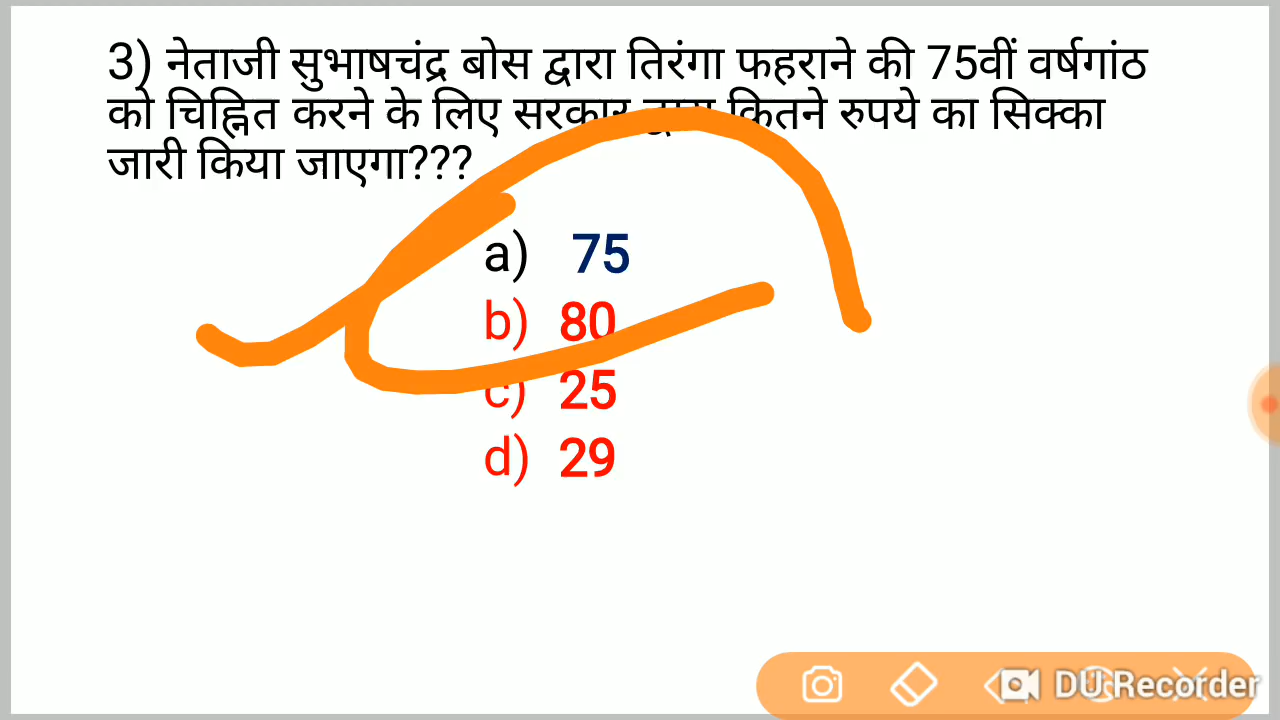 3) नेताजी सुभाषचंद्र बोस द्वारा तिरंगा फहराने की 75वीं वर्षगांठ
को चिह्नित करने के लिए सरकार द्वारा कितने रुपये का सिक्का
जारी किया जाएगा???
a) 75
b) 80
c) 25
d) 29
DU Recorder